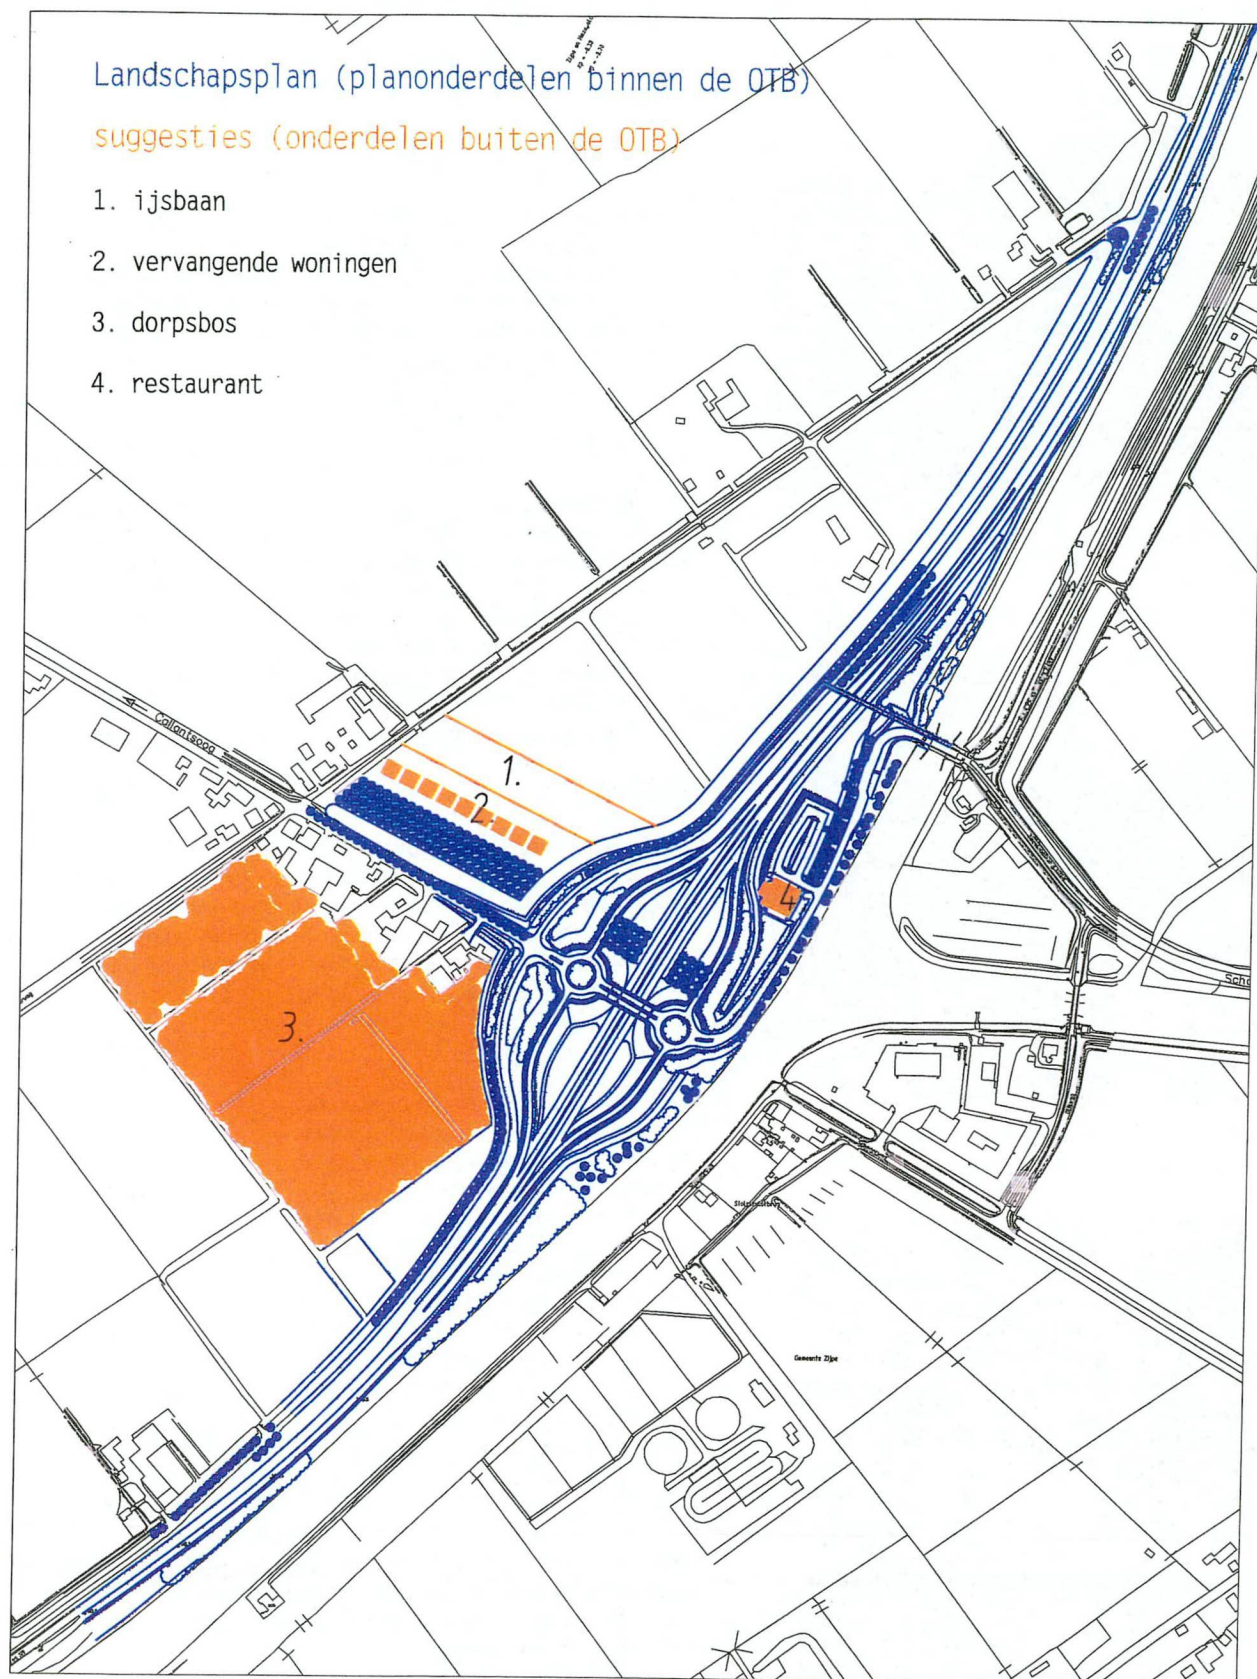 Landschapsplan (planonderdelen binnen de OTB)
suggesties (onderdelen buiten de OTB)
1. ijsbaan
2. vervangende woningen
3. dorpsbos
4. restaurant
Callantsoog
1.
2.
3.
4
Gemeente Zijpe